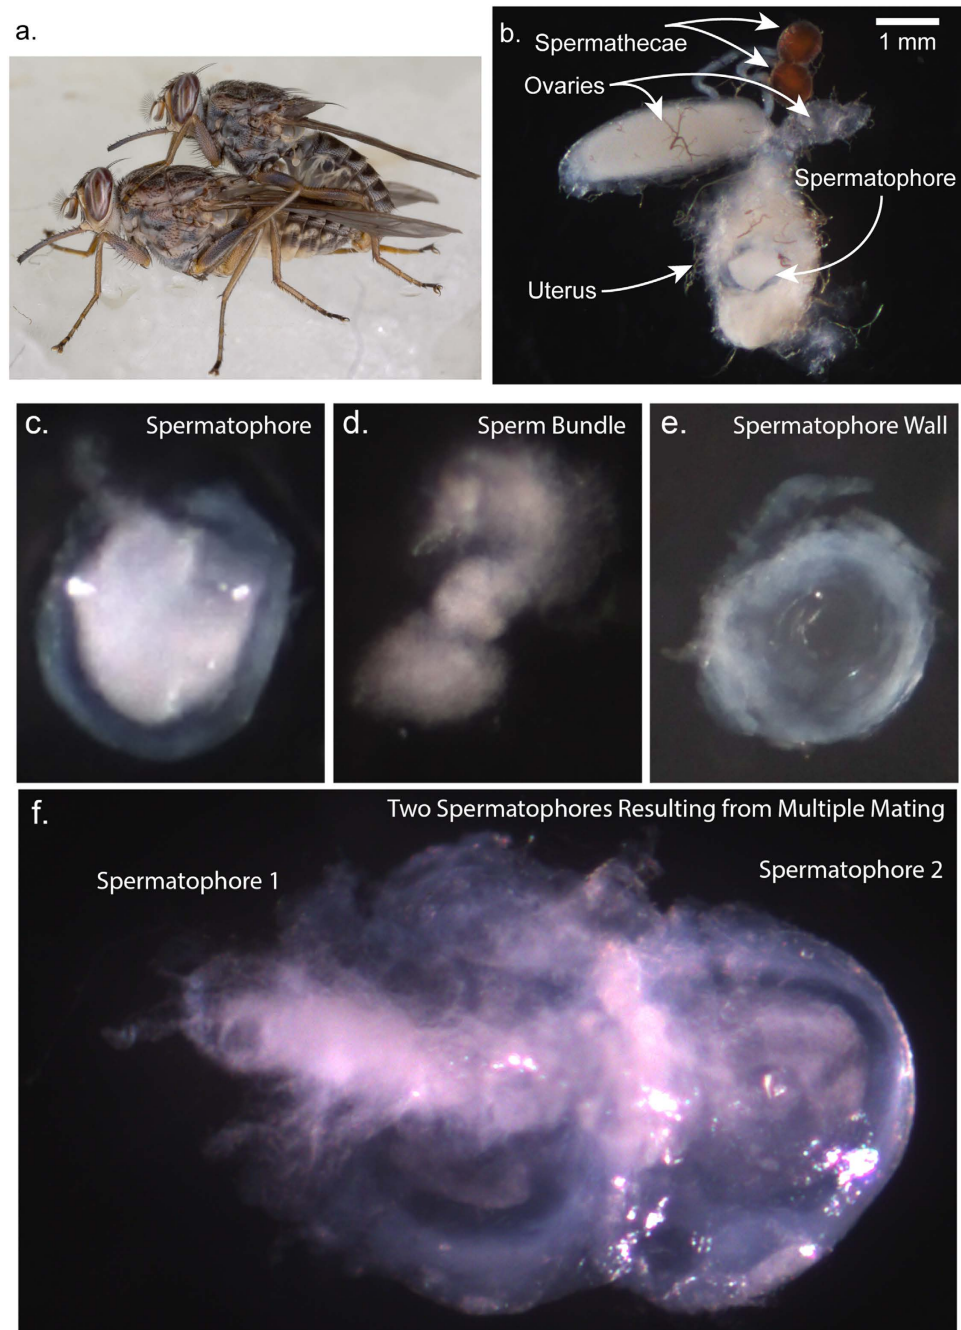 a.
b.
Spermathecae
1 mm
Ovaries
Spermatophore
Uterus
c.
Spermatophore
d.
Sperm Bundle
e.
Spermatophore Wall
f.
Two Spermatophores Resulting from Multiple Mating
Spermatophore 1
Spermatophore 2